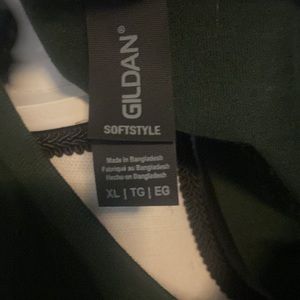 GILDAN®
SOFTSTYLE
Made in Bangladesh
Fabriqué au Bangladesh
Hecho en Bangladesh
XL | TG | EG